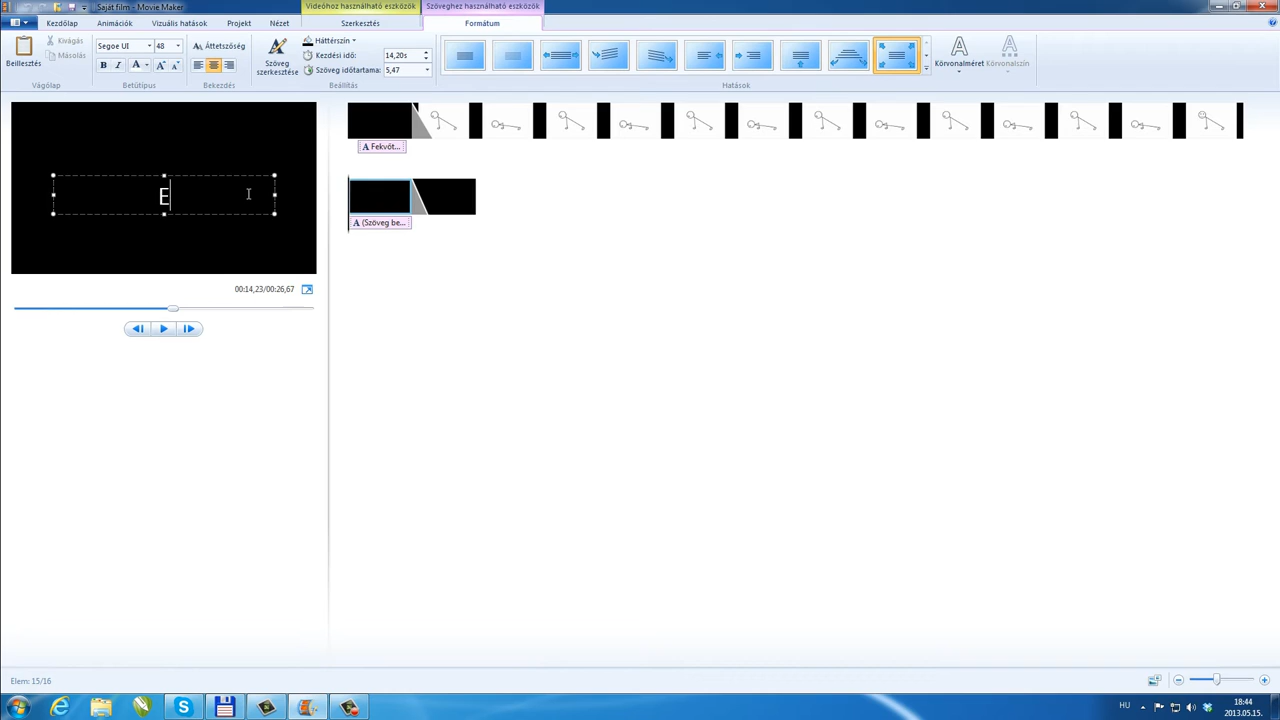 Saját film - Movie Maker
Videóhoz használható eszközök
Szöveghez használható eszközök
Kezdőlap
Animációk
Vizuális hatások
Projekt
Nézet
Szerkesztés
Formátum
Beillesztés
Kivágás
Másolás
Vágólap
Segoe UI
48
B
I
A
A
A
Betűtípus
Áttetszőség
Bekezdés
Szöveg
szerkesztése
Háttérszín
Kezdési idő:
14,20s
Szöveg időtartama:
5,47
Beállítás
Hatások
Körvonalméret
Körvonalszín
E
00:14,23/00:26,67
A Fekvőt...
A (Szöveg be...
Elem: 15/16
HU
18:44
2013.05.15.